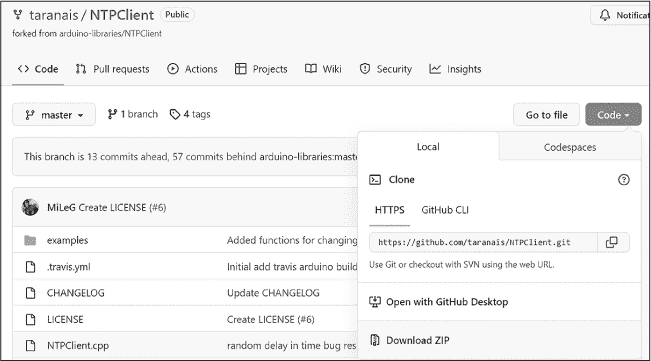 taranais / NTPClient Public
Notificat
forked from arduino-libraries/NTPClient
Code Pull requests Actions Projects Wiki Security Insights
master 1 branch 4 tags Go to file Code
This branch is 13 commits ahead, 57 commits behind arduino-libraries:maste
Local Codespaces
Clone
HTTPS GitHub CLI
https://github.com/taranais/NTPClient.git
Use Git or checkout with SVN using the web URL.
Open with GitHub Desktop
Download ZIP
MiLeG Create LICENSE (#6)
examples Added functions for changing
.travis.yml Initial add travis arduino build
CHANGELOG Update CHANGELOG
LICENSE Create LICENSE (#6)
NTPClient.cpp random delay in time bug res